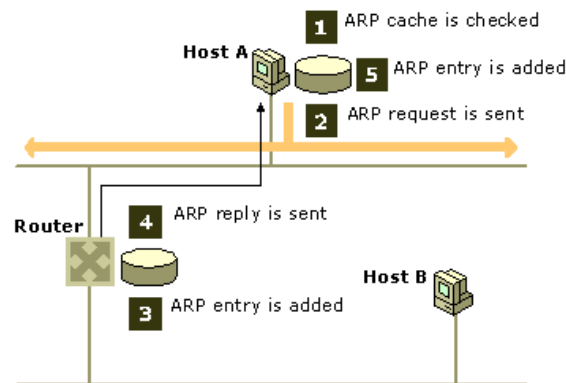 1 ARP cache is checked
Host A
5 ARP entry is added
2 ARP request is sent
4 ARP reply is sent
Router
3 ARP entry is added
Host B